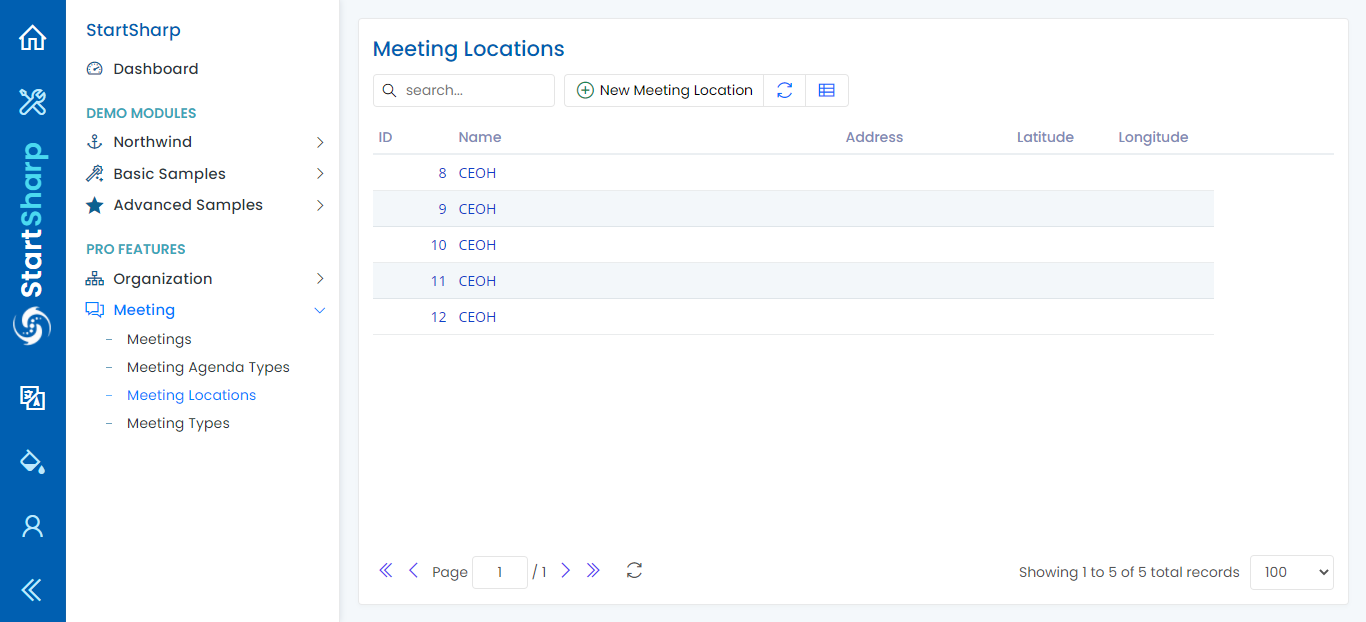 StartSharp
StartSharp
Dashboard
DEMO MODULES
Northwind
Basic Samples
Advanced Samples
PRO FEATURES
Organization
Meeting
– Meetings
– Meeting Agenda Types
– Meeting Locations
– Meeting Types
Meeting Locations
search...
New Meeting Location
ID Name Address Latitude Longitude
8 CEOH
9 CEOH
10 CEOH
11 CEOH
12 CEOH
Page 1 / 1
Showing 1 to 5 of 5 total records 100